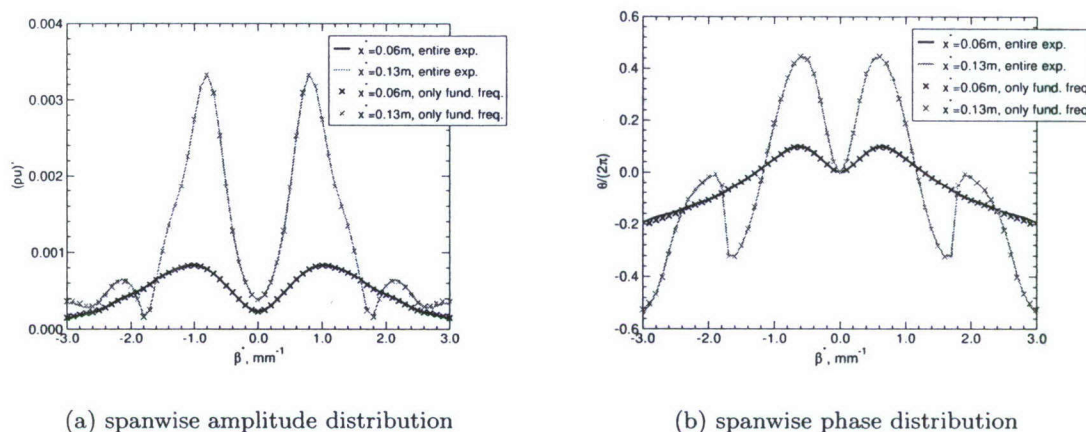 0.004
0.003
0.002
0.001
0.000
(ρu)*
-3.0 -2.0 -1.0 0.0 1.0 2.0 3.0
β*, mm⁻¹
x*=0.06m, entire exp.
x*=0.13m, entire exp.
x*=0.06m, only fund. freq.
x*=0.13m, only fund. freq.
(a) spanwise amplitude distribution
0.6
0.4
0.2
0.0
-0.2
-0.4
-0.6
θ/(2π)
-3.0 -2.0 -1.0 0.0 1.0 2.0 3.0
β*, mm⁻¹
x*=0.06m, entire exp.
x*=0.13m, entire exp.
x*=0.06m, only fund. freq.
x*=0.13m, only fund. freq.
(b) spanwise phase distribution